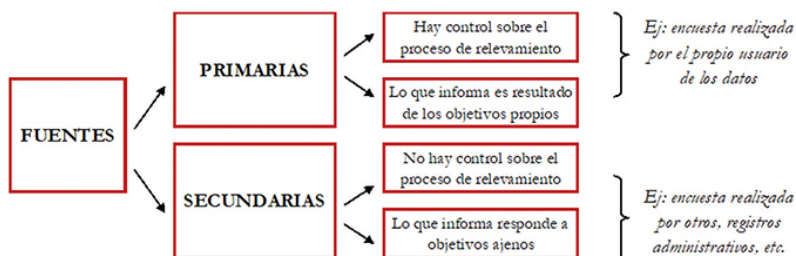 FUENTES
PRIMARIAS
Hay control sobre el
proceso de relevamiento
Lo que informa es resultado
de los objetivos propios
Ej: encuesta realizada
por el propio usuario
de los datos
SECUNDARIAS
No hay control sobre el
proceso de relevamiento
Lo que informa responde a
objetivos ajenos
Ej: encuesta realizada
por otros, registros
administrativos, etc.